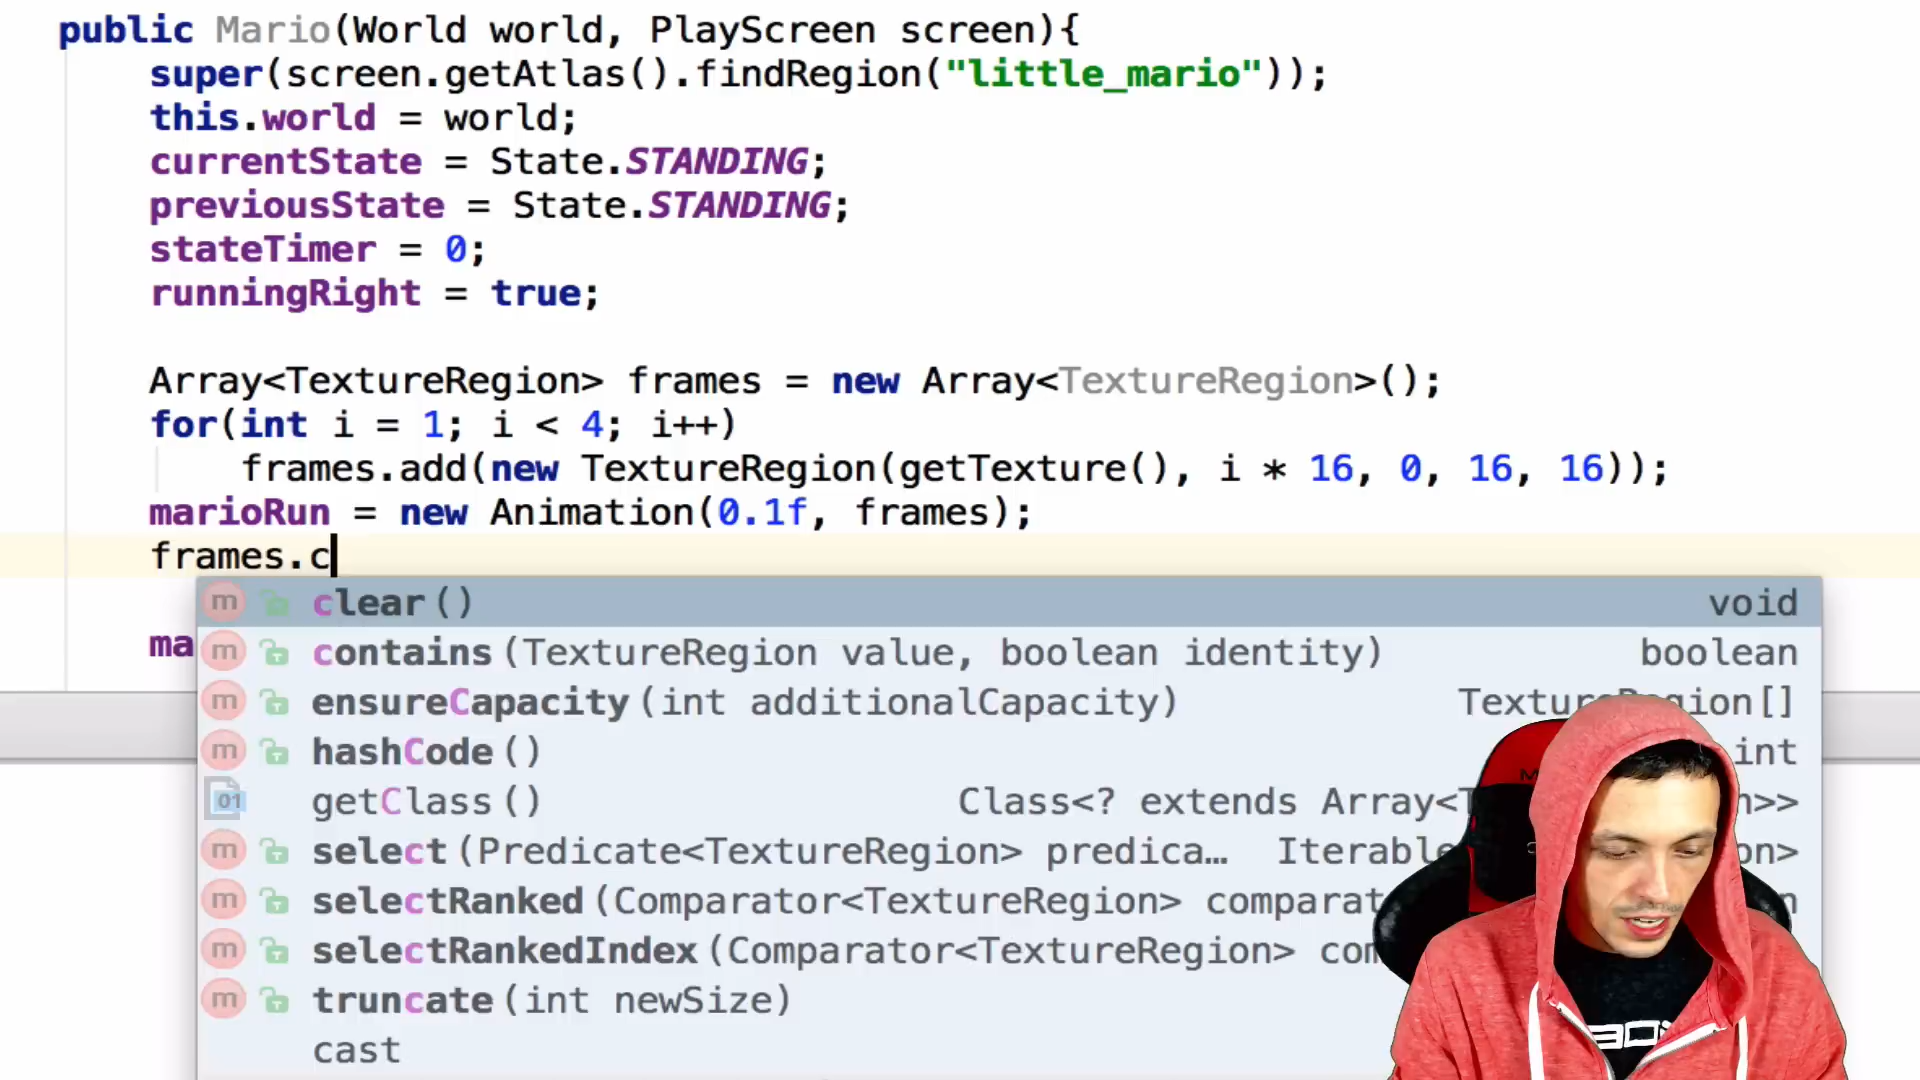 public Mario(World world, PlayScreen screen){
super(screen.getAtlas().findRegion("little_mario"));
this.world = world;
currentState = State.STANDING;
previousState = State.STANDING;
stateTimer = 0;
runningRight = true;
Array<TextureRegion> frames = new Array<TextureRegion>();
for(int i = 1; i < 4; i++)
frames.add(new TextureRegion(getTexture(), i * 16, 0, 16, 16));
marioRun = new Animation(0.1f, frames);
frames.c
m clear() void
m contains(TextureRegion value, boolean identity) boolean
ma
m ensureCapacity(int additionalCapacity) TextureRegion[]
m hashCode() int
01 getClass() Class<? extends Array<
m select(Predicate<TextureRegion> predica… Iterable
m selectRanked(Comparator<TextureRegion>
m selectRankedIndex(Comparator<TextureRegion>
m truncate(int newSize)
cast